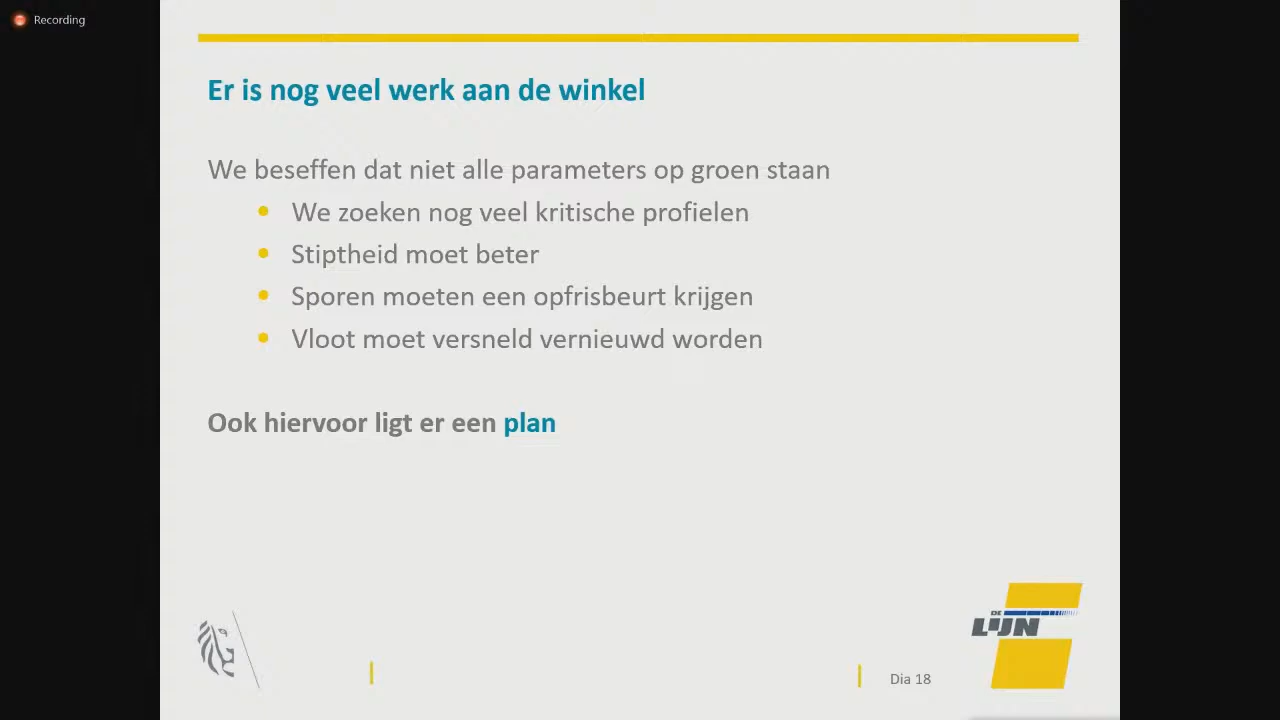 Recording
Er is nog veel werk aan de winkel
We beseffen dat niet alle parameters op groen staan
• We zoeken nog veel kritische profielen
• Stiptheid moet beter
• Sporen moeten een opfrisbeurt krijgen
• Vloot moet versneld vernieuwd worden
Ook hiervoor ligt er een plan
DE
LIJN
Dia 18